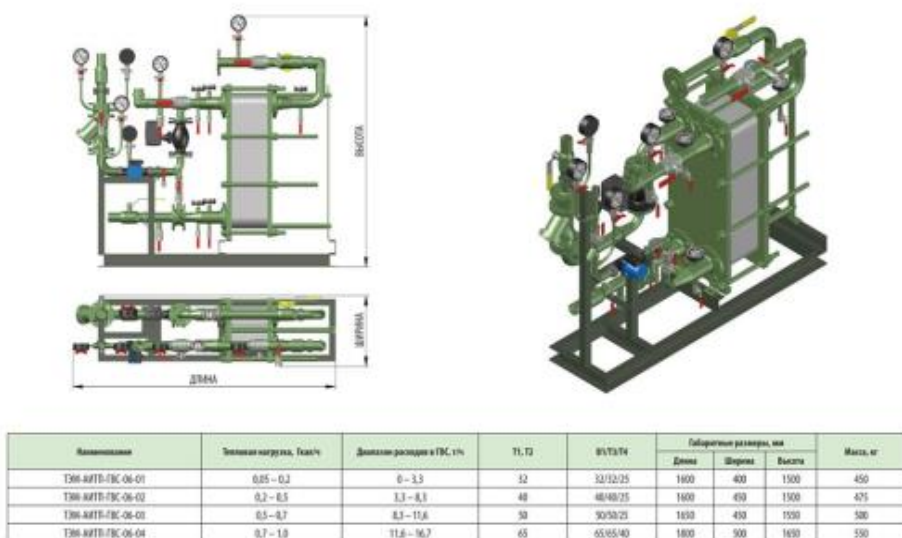 ВЫСОТА
ШИРИНА
ДЛИНА
Наименование Тепловая нагрузка, Гкал/ч Диапазон расходов в ГВС, т/ч Т1, Т2 В1/Т3/Т4 Габаритные размеры, мм Масса, кг
Длина Ширина Высота
ТЭМ-АИТП-ГВС-06-01 0,05 – 0,2 0 – 3,3 32 32/32/25 1600 400 1500 450
ТЭМ-АИТП-ГВС-06-02 0,2 – 0,5 3,3 – 8,3 40 40/40/25 1600 450 1500 475
ТЭМ-АИТП-ГВС-06-03 0,5 – 0,7 8,3 – 11,6 50 50/50/25 1650 450 1550 500
ТЭМ-АИТП-ГВС-06-04 0,7 – 1,0 11,6 – 16,7 65 65/65/40 1800 500 1650 550